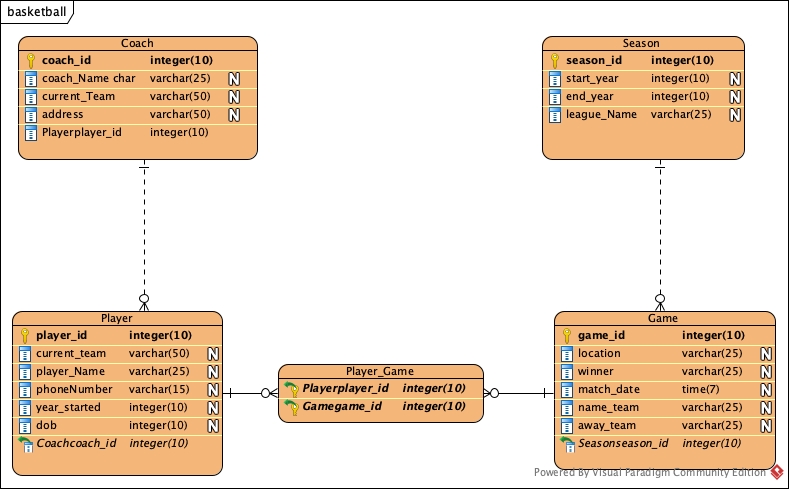 basketball
Coach
coach_id integer(10)
coach_Name char varchar(25) N
current_Team varchar(50) N
address varchar(50) N
Playerplayer_id integer(10)
Season
season_id integer(10)
start_year integer(10) N
end_year integer(10) N
league_Name varchar(25) N
Player
player_id integer(10)
current_team varchar(50) N
player_Name varchar(25) N
phoneNumber varchar(15) N
year_started integer(10) N
dob integer(10) N
Coachcoach_id integer(10)
Player_Game
Playerplayer_id integer(10)
Gamegame_id integer(10)
Game
game_id integer(10)
location varchar(25) N
winner varchar(25) N
match_date time(7) N
name_team varchar(25) N
away_team varchar(25) N
Seasonseason_id integer(10)
Powered By Visual Paradigm Community Edition